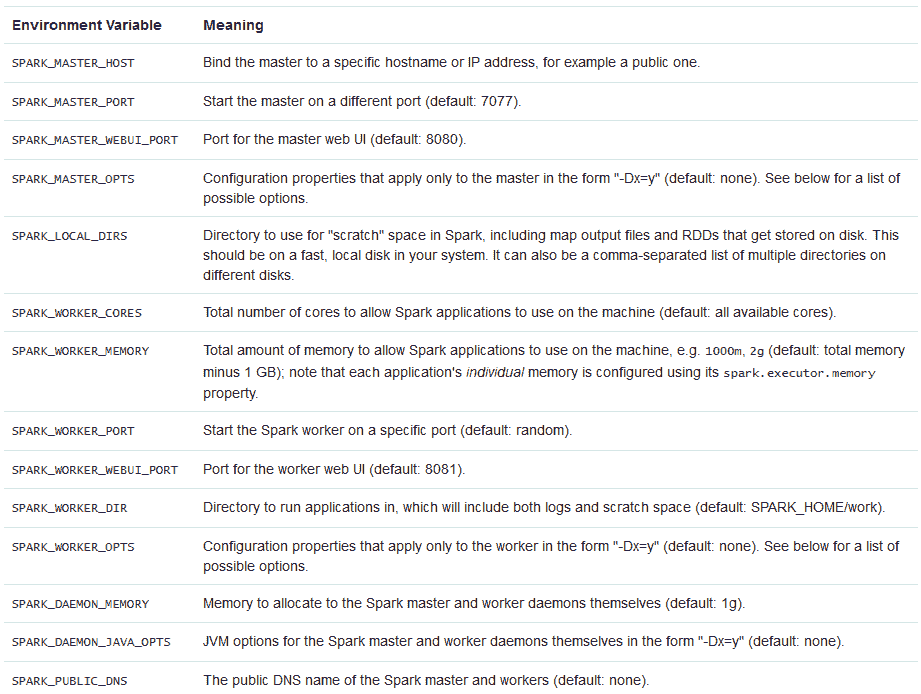 Environment Variable Meaning
SPARK_MASTER_HOST Bind the master to a specific hostname or IP address, for example a public one.
SPARK_MASTER_PORT Start the master on a different port (default: 7077).
SPARK_MASTER_WEBUI_PORT Port for the master web UI (default: 8080).
SPARK_MASTER_OPTS Configuration properties that apply only to the master in the form "-Dx=y" (default: none). See below for a list of
possible options.
SPARK_LOCAL_DIRS Directory to use for "scratch" space in Spark, including map output files and RDDs that get stored on disk. This
should be on a fast, local disk in your system. It can also be a comma-separated list of multiple directories on
different disks.
SPARK_WORKER_CORES Total number of cores to allow Spark applications to use on the machine (default: all available cores).
SPARK_WORKER_MEMORY Total amount of memory to allow Spark applications to use on the machine, e.g. 1000m, 2g (default: total memory
minus 1 GB); note that each application's individual memory is configured using its spark.executor.memory
property.
SPARK_WORKER_PORT Start the Spark worker on a specific port (default: random).
SPARK_WORKER_WEBUI_PORT Port for the worker web UI (default: 8081).
SPARK_WORKER_DIR Directory to run applications in, which will include both logs and scratch space (default: SPARK_HOME/work).
SPARK_WORKER_OPTS Configuration properties that apply only to the worker in the form "-Dx=y" (default: none). See below for a list of
possible options.
SPARK_DAEMON_MEMORY Memory to allocate to the Spark master and worker daemons themselves (default: 1g).
SPARK_DAEMON_JAVA_OPTS JVM options for the Spark master and worker daemons themselves in the form "-Dx=y" (default: none).
SPARK_PUBLIC_DNS The public DNS name of the Spark master and workers (default: none).